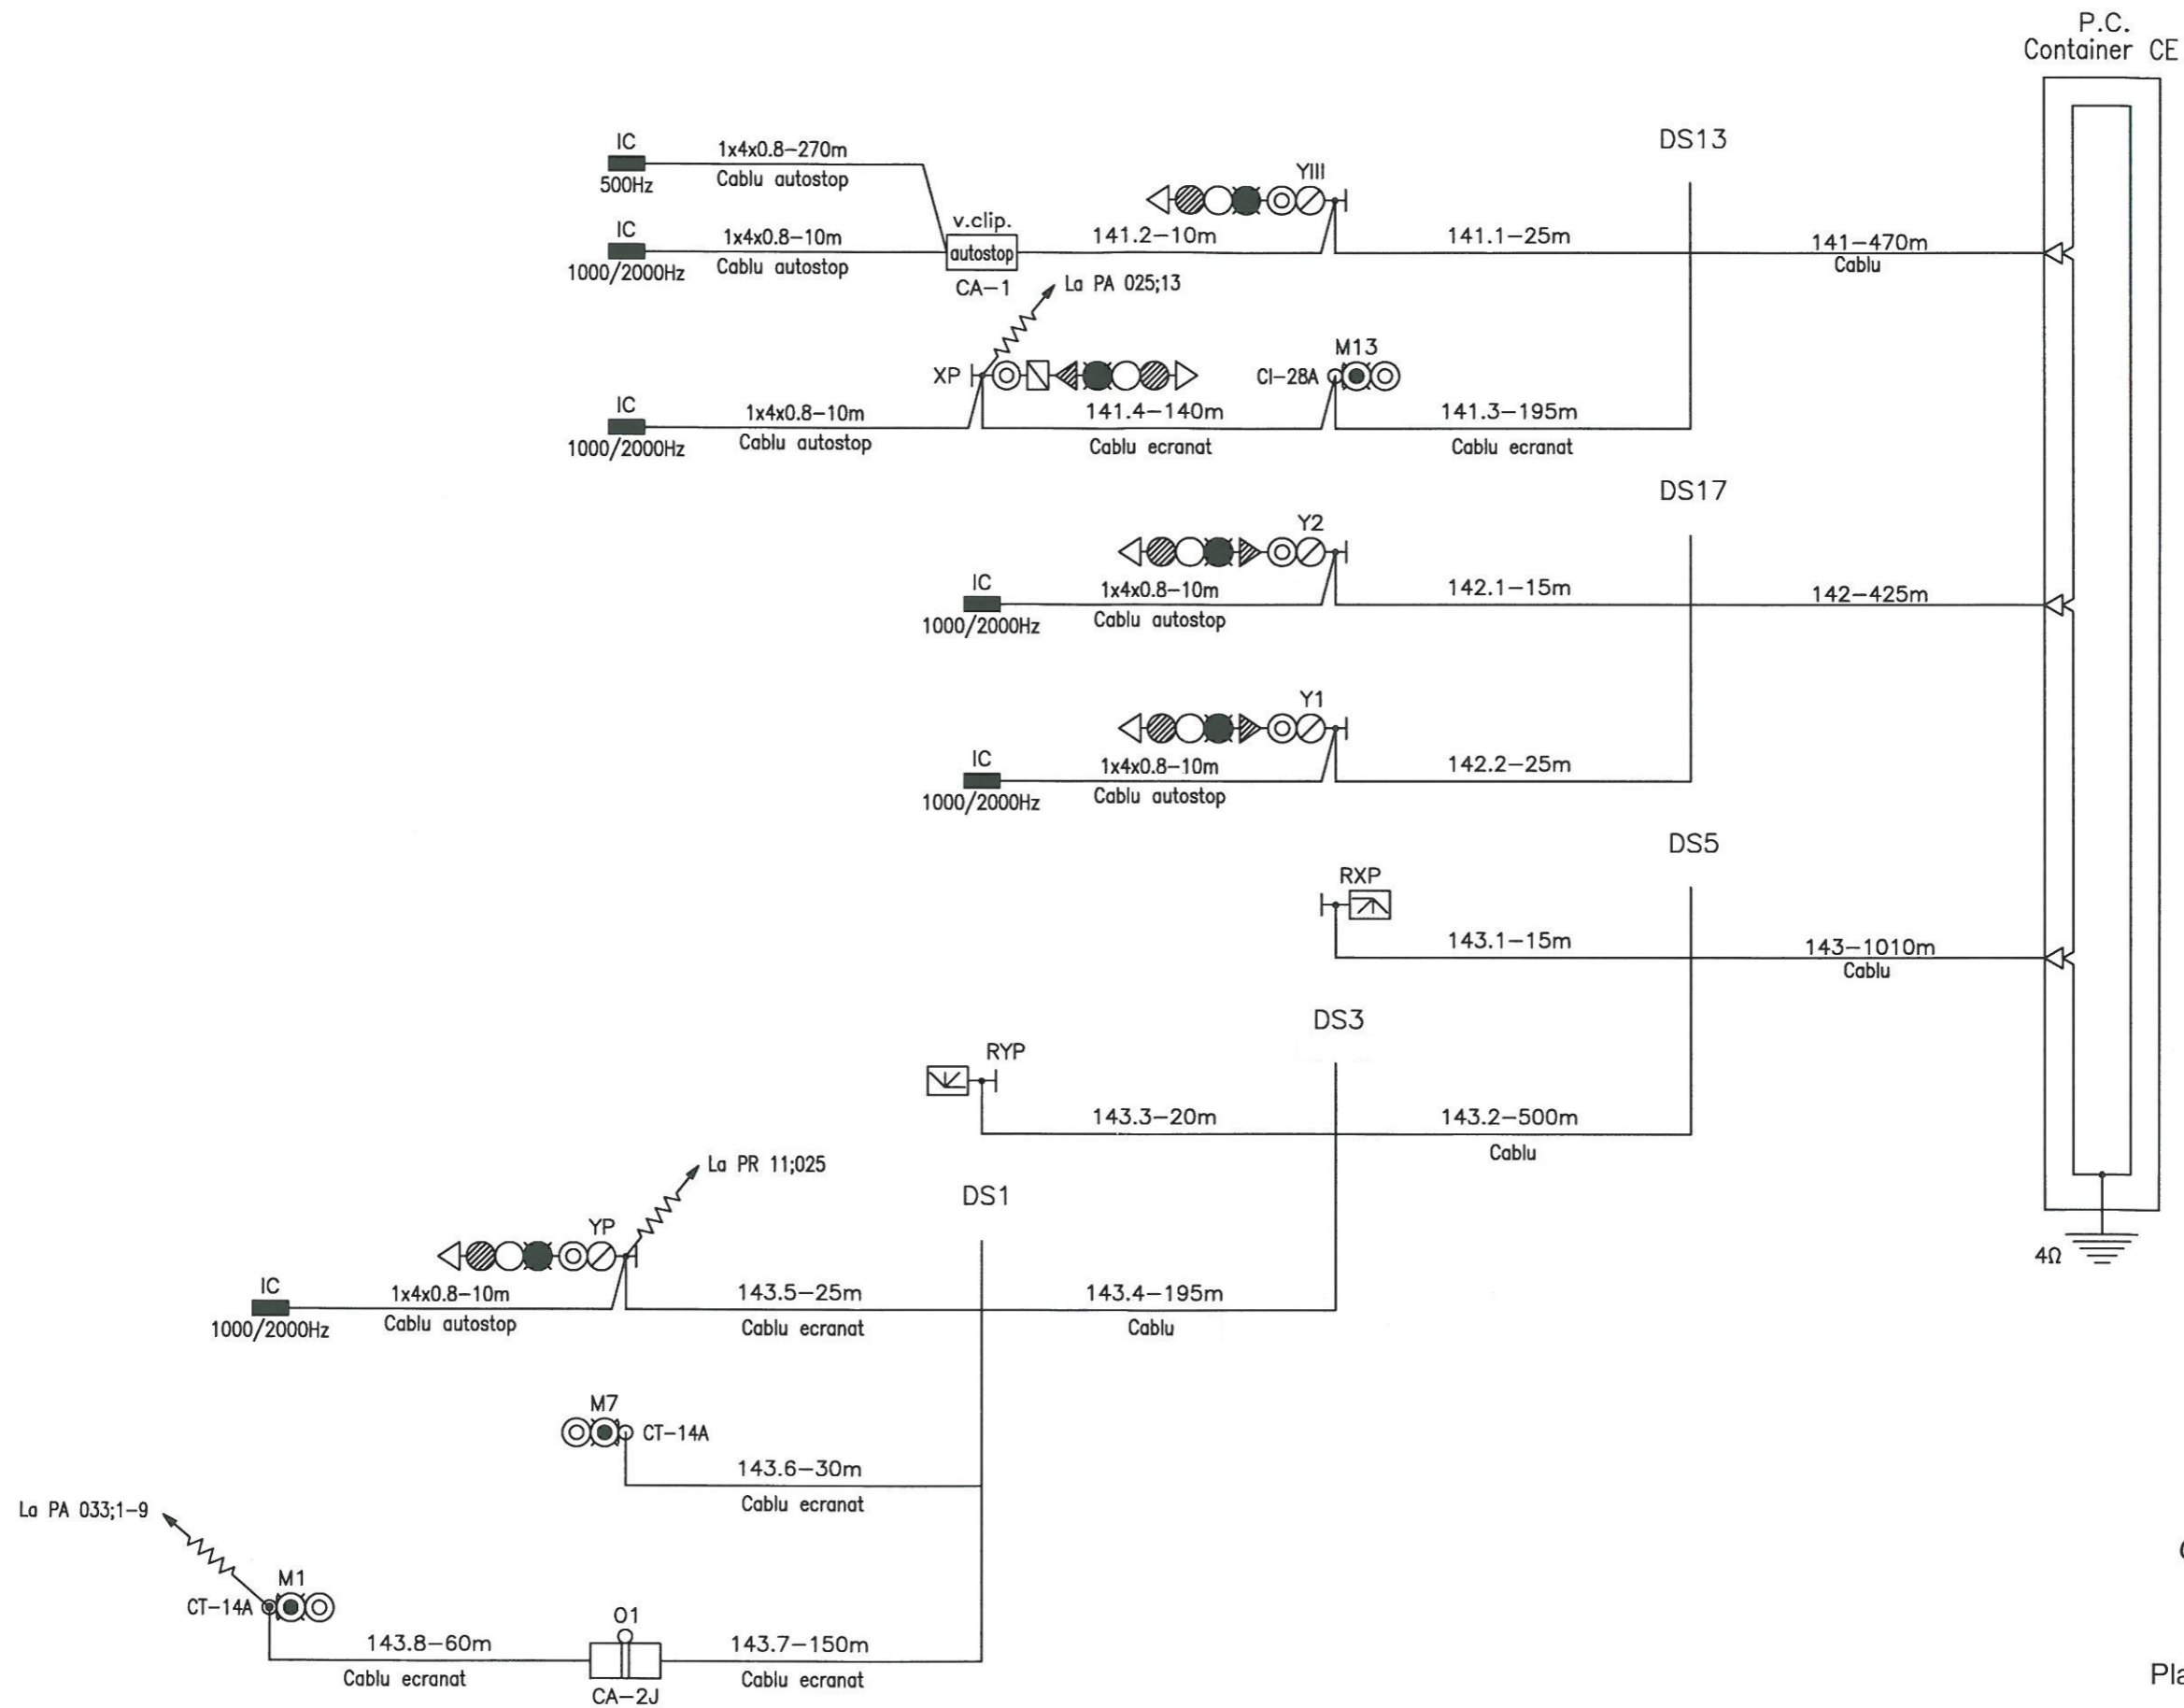 P.C.
Container CE
DS13
IC
1x4x0.8-270m
500Hz
Cablu autostop
YIII
IC
1x4x0.8-10m
v.clip.
autostop
141.2-10m
141.1-25m
141-470m
Cablu
1000/2000Hz
Cablu autostop
CA-1
La PA 025;13
M13
XP
CI-28A
IC
1x4x0.8-10m
141.4-140m
141.3-195m
1000/2000Hz
Cablu autostop
Cablu ecranat
Cablu ecranat
DS17
Y2
IC
1x4x0.8-10m
142.1-15m
142-425m
1000/2000Hz
Cablu autostop
Y1
IC
1x4x0.8-10m
142.2-25m
1000/2000Hz
Cablu autostop
DS5
RXP
143.1-15m
143-1010m
Cablu
DS3
RYP
143.3-20m
143.2-500m
Cablu
La PR 11;025
DS1
YP
4Ω
IC
1x4x0.8-10m
143.5-25m
143.4-195m
1000/2000Hz
Cablu autostop
Cablu ecranat
Cablu
M7
CT-14A
143.6-30m
Cablu ecranat
La PA 033;1-9
M1
CT-14A
O1
143.8-60m
143.7-150m
Cablu ecranat
Cablu ecranat
CA-2J
Pla